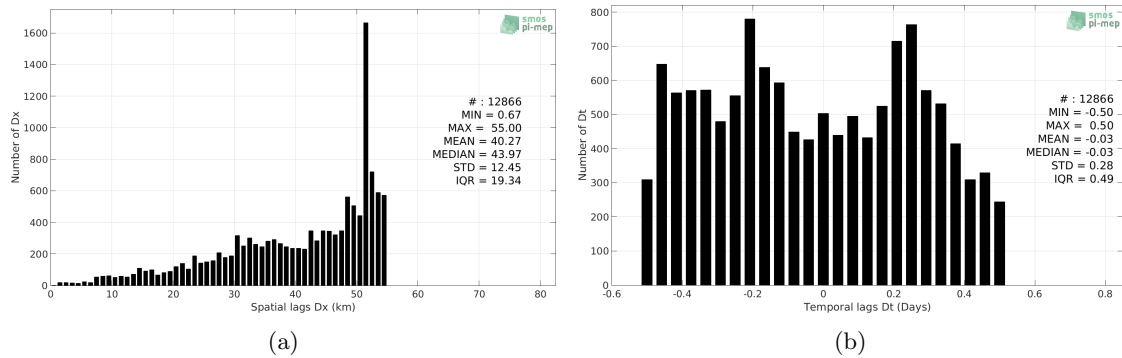 1600
1400
1200
1000
800
600
400
200
0
0 10 20 30 40 50 60 70 80
Number of Dx
Spatial lags Dx (km)
smos
pi-mep
# : 12866
MIN = 0.67
MAX = 55.00
MEAN = 40.27
MEDIAN = 43.97
STD = 12.45
IQR = 19.34
(a)
800
700
600
500
400
300
200
100
0
-0.6 -0.4 -0.2 0 0.2 0.4 0.6 0.8
Number of Dt
Temporal lags Dt (Days)
smos
pi-mep
# : 12866
MIN = -0.50
MAX = 0.50
MEAN = -0.03
MEDIAN = -0.03
STD = 0.28
IQR = 0.49
(b)